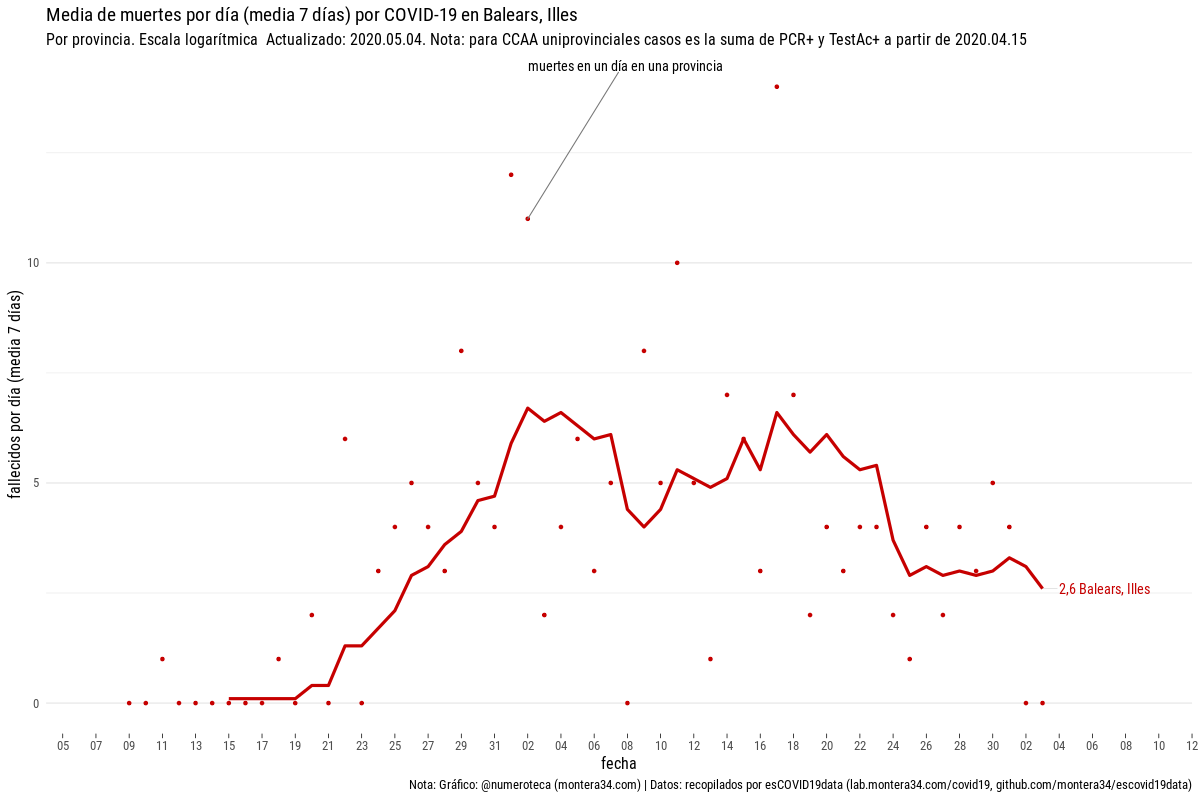 Media de muertes por día (media 7 días) por COVID-19 en Balears, Illes
Por provincia. Escala logarítmica  Actualizado: 2020.05.04. Nota: para CCAA uniprovinciales casos es la suma de PCR+ y TestAc+ a partir de 2020.04.15
muertes en un día en una provincia
10
5
0
fallecidos por día (media 7 días)
2,6 Balears, Illes
05 07 09 11 13 15 17 19 21 23 25 27 29 31 02 04 06 08 10 12 14 16 18 20 22 24 26 28 30 02 04 06 08 10 12
fecha
Nota: Gráfico: @numeroteca (montera34.com) | Datos: recopilados por esCOVID19data (lab.montera34.com/covid19, github.com/montera34/escovid19data)